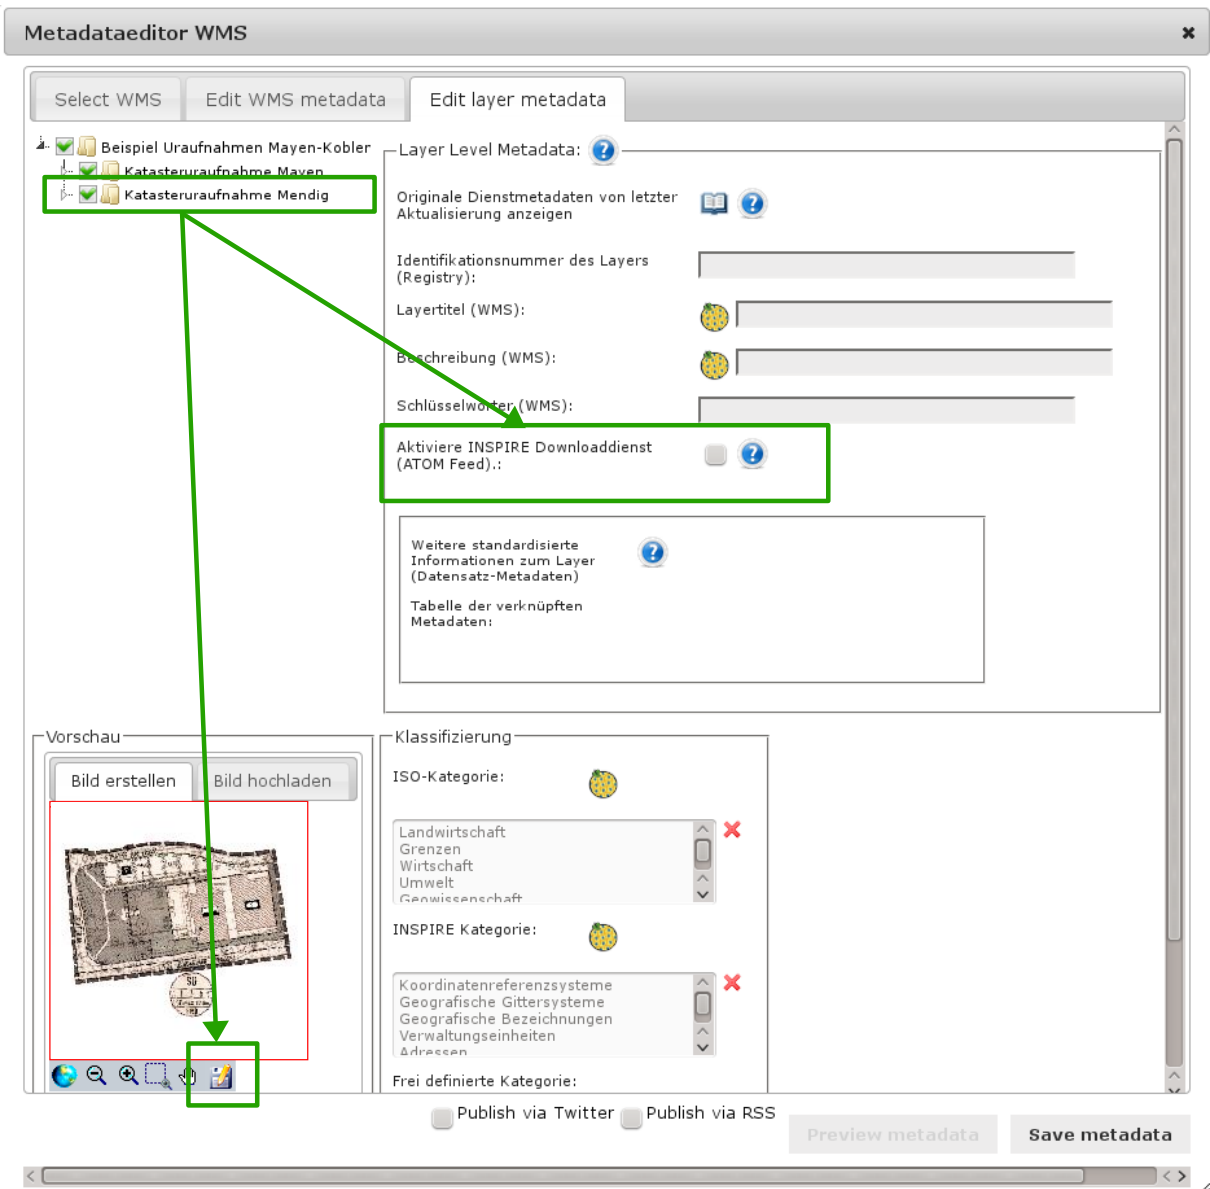 Metadataeditor WMS
Select WMS
Edit WMS metadata
Edit layer metadata
Beispiel Uraufnahmen Mayen-Kobler
Katasteruraufnahme Mayen
Katasteruraufnahme Mendig
Layer Level Metadata:
Originale Dienstmetadaten von letzter
Aktualisierung anzeigen
Identifikationsnummer des Layers
(Registry):
Layertitel (WMS):
Beschreibung (WMS):
Schlüsselwörter (WMS):
Aktiviere INSPIRE Downloaddienst
(ATOM Feed).:
Weitere standardisierte
Informationen zum Layer
(Datensatz-Metadaten)
Tabelle der verknüpften
Metadaten:
Vorschau
Bild erstellen
Bild hochladen
Klassifizierung
ISO-Kategorie:
Landwirtschaft
Grenzen
Wirtschaft
Umwelt
Geowissenschaft
INSPIRE Kategorie:
Koordinatenreferenzsysteme
Geografische Gittersysteme
Geografische Bezeichnungen
Verwaltungseinheiten
Adressen
Frei definierte Kategorie:
Publish via Twitter
Publish via RSS
Preview metadata
Save metadata